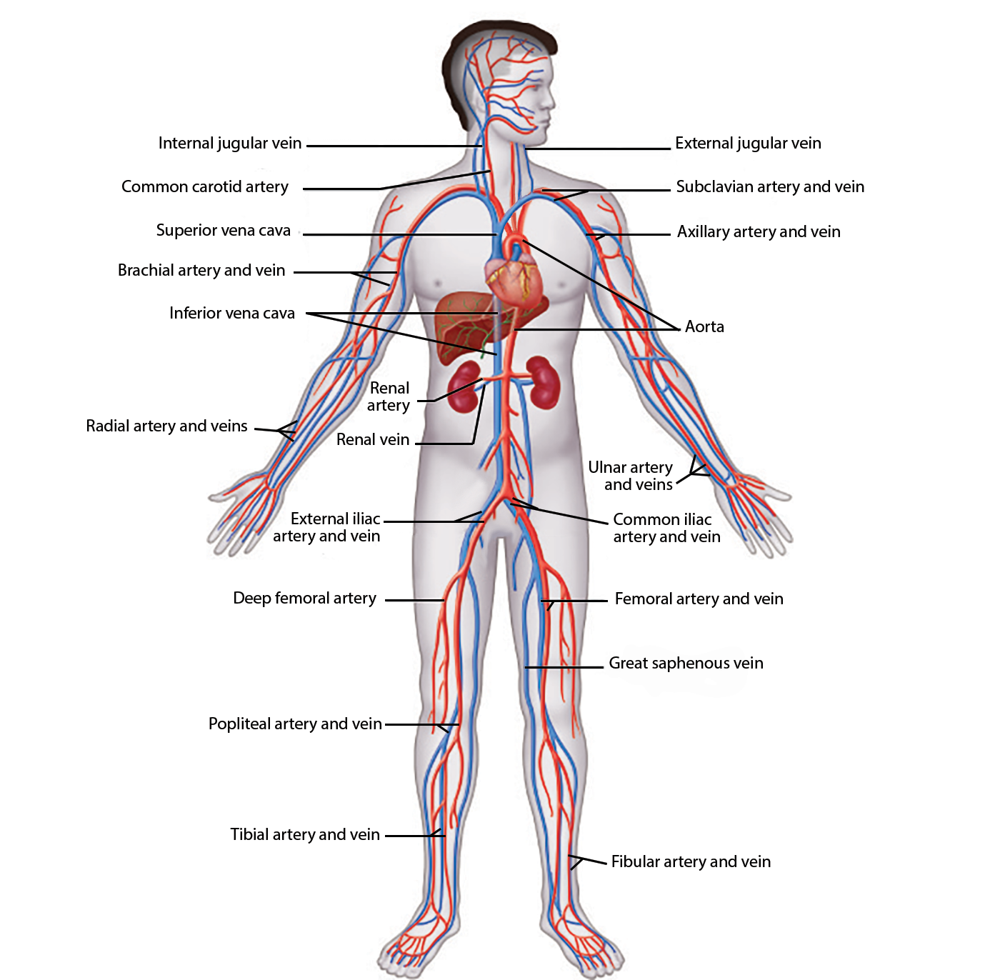 Internal jugular vein
External jugular vein
Common carotid artery
Subclavian artery and vein
Superior vena cava
Axillary artery and vein
Brachial artery and vein
Inferior vena cava
Aorta
Renal
artery
Radial artery and veins
Renal vein
Ulnar artery
and veins
External iliac
artery and vein
Common iliac
artery and vein
Deep femoral artery
Femoral artery and vein
Great saphenous vein
Popliteal artery and vein
Tibial artery and vein
Fibular artery and vein